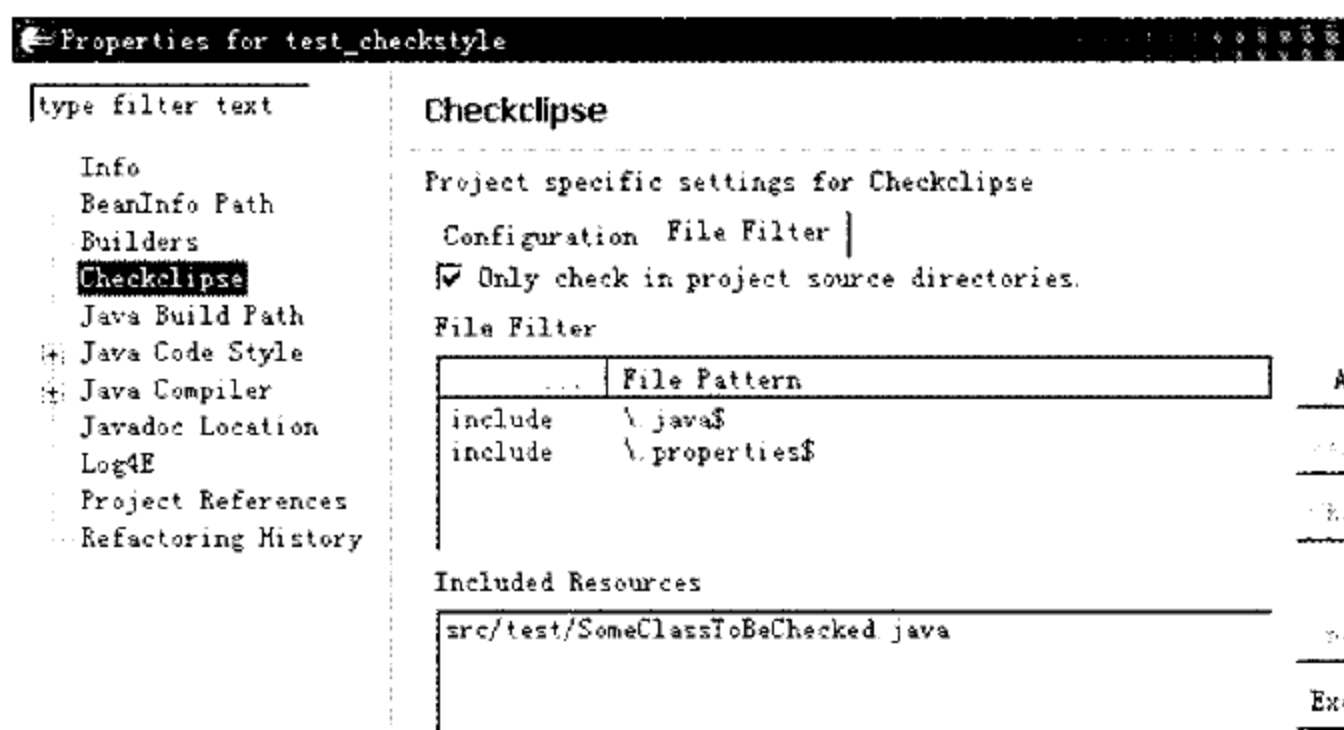 Properties for test_checkstyle
type filter text
Info
BeanInfo Path
Builders
Checkclipse
Java Build Path
Java Code Style
Java Compiler
Javadoc Location
Log4E
Project References
Refactoring History
Checkclipse
Project specific settings for Checkclipse
Configuration File Filter
Only check in project source directories.
File Filter
... File Pattern
include \.java$
include \.properties$
Included Resources
src/test/SomeClassToBeChecked.java